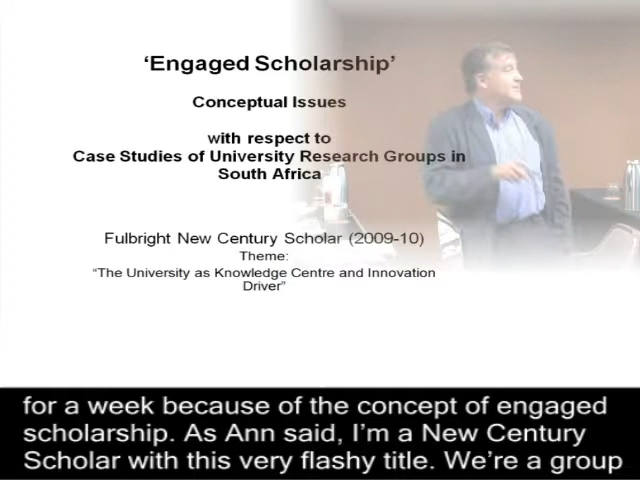 ‘Engaged Scholarship’
Conceptual Issues
with respect to
Case Studies of University Research Groups in
South Africa
Fulbright New Century Scholar (2009-10)
Theme:
“The University as Knowledge Centre and Innovation
Driver”
for a week because of the concept of engaged
scholarship. As Ann said, I’m a New Century
Scholar with this very flashy title. We’re a group